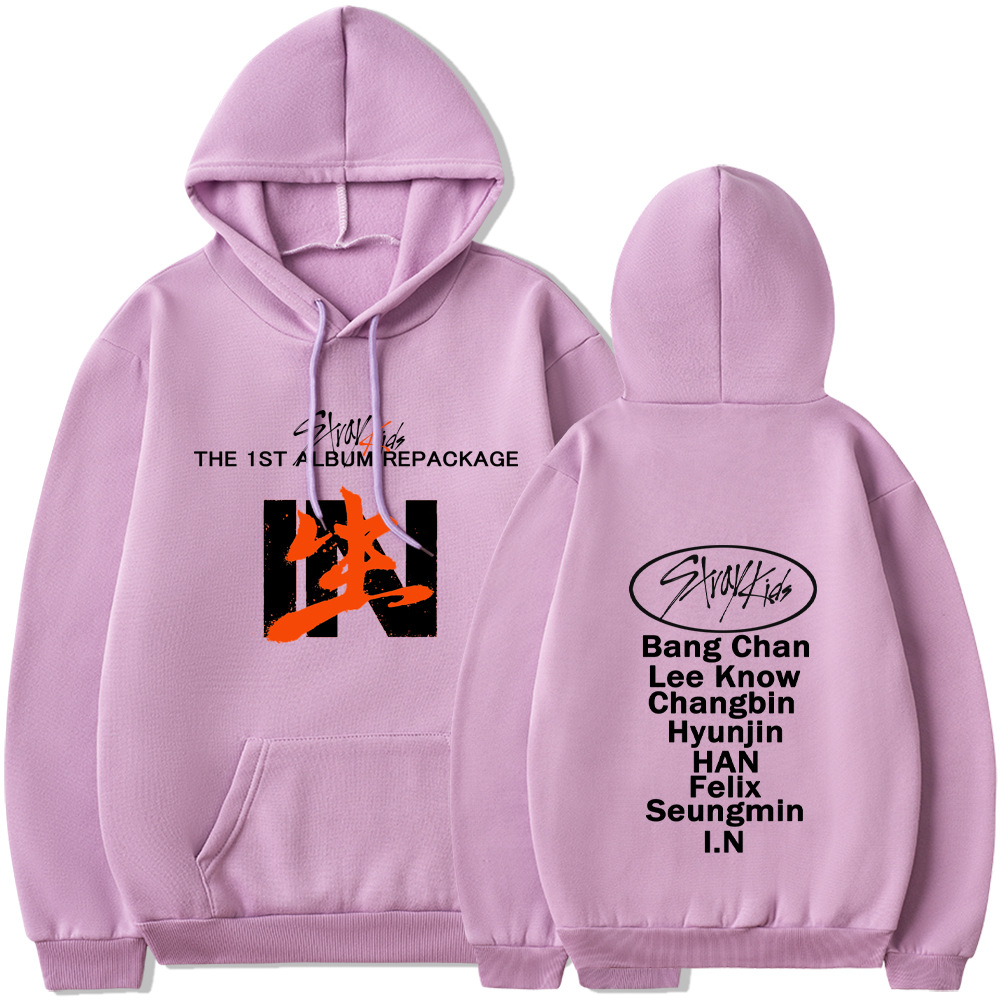 Stray Kids
THE 1ST ALBUM REPACKAGE
IN
生
Stray Kids
Bang Chan
Lee Know
Changbin
Hyunjin
HAN
Felix
Seungmin
I.N